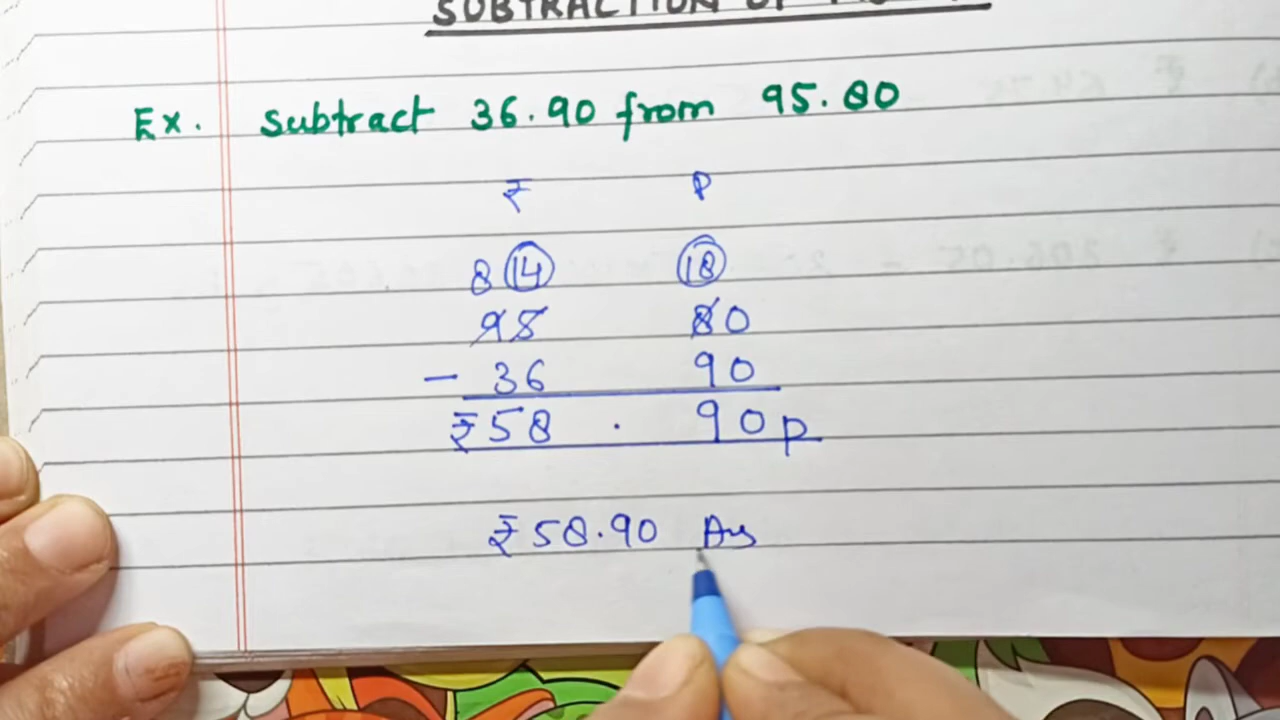 SUBTRACTION OF
Ex. Subtract 36.90 from 95.80
₹ P
8 14 18
95 80
- 36 90
₹58 . 90p
₹58.90 Ans